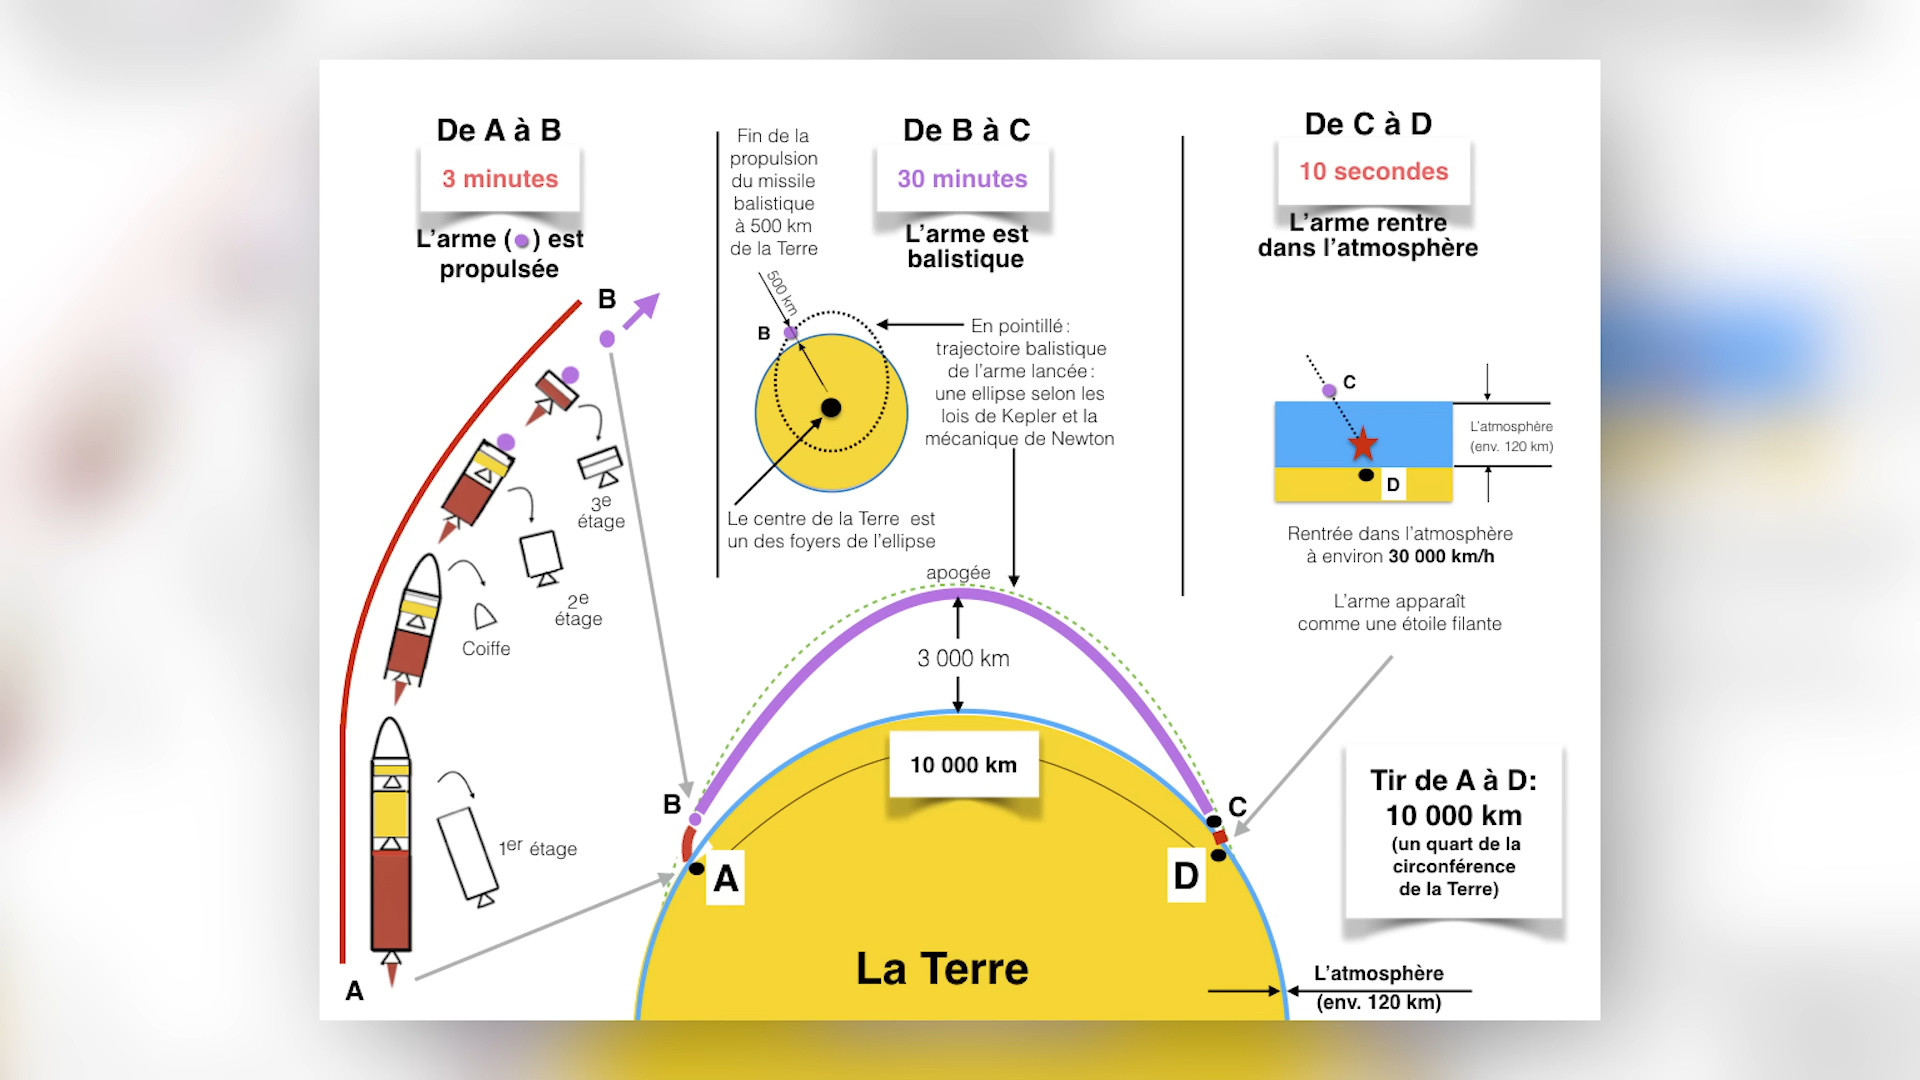 De A à B
3 minutes
L’arme ( ) est
propulsée
B
3e
étage
2e
étage
Coiffe
1er étage
A
Fin de la
propulsion
du missile
balistique
à 500 km
de la Terre
500 km
B
De B à C
30 minutes
L’arme est
balistique
En pointillé :
trajectoire balistique
de l’arme lancée :
une ellipse selon les
lois de Kepler et la
mécanique de Newton
Le centre de la Terre est
un des foyers de l’ellipse
De C à D
10 secondes
L’arme rentre
dans l’atmosphère
C
L’atmosphère
(env. 120 km)
D
Rentrée dans l’atmosphère
à environ 30 000 km/h
L’arme apparaît
comme une étoile filante
apogée
3 000 km
10 000 km
B
A
C
D
La Terre
Tir de A à D:
10 000 km
(un quart de la
circonférence
de la Terre)
L’atmosphère
(env. 120 km)